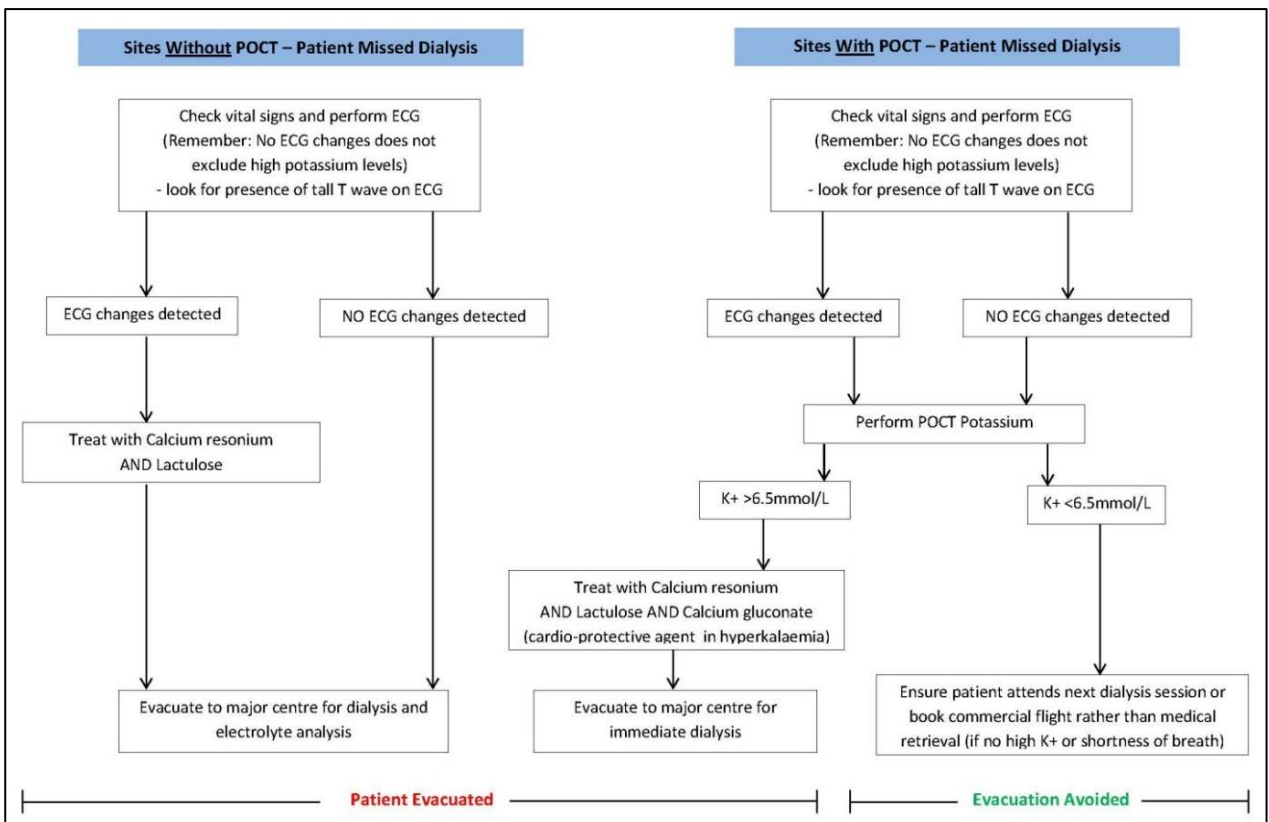 Sites Without POCT – Patient Missed Dialysis
Check vital signs and perform ECG
(Remember: No ECG changes does not
exclude high potassium levels)
- look for presence of tall T wave on ECG
ECG changes detected
NO ECG changes detected
Treat with Calcium resonium
AND Lactulose
Evacuate to major centre for dialysis and
electrolyte analysis
Sites With POCT – Patient Missed Dialysis
Check vital signs and perform ECG
(Remember: No ECG changes does not
exclude high potassium levels)
- look for presence of tall T wave on ECG
ECG changes detected
NO ECG changes detected
Perform POCT Potassium
K+ >6.5mmol/L
K+ <6.5mmol/L
Treat with Calcium resonium
AND Lactulose AND Calcium gluconate
(cardio-protective agent in hyperkalaemia)
Evacuate to major centre for
immediate dialysis
Ensure patient attends next dialysis session or
book commercial flight rather than medical
retrieval (if no high K+ or shortness of breath)
Patient Evacuated
Evacuation Avoided